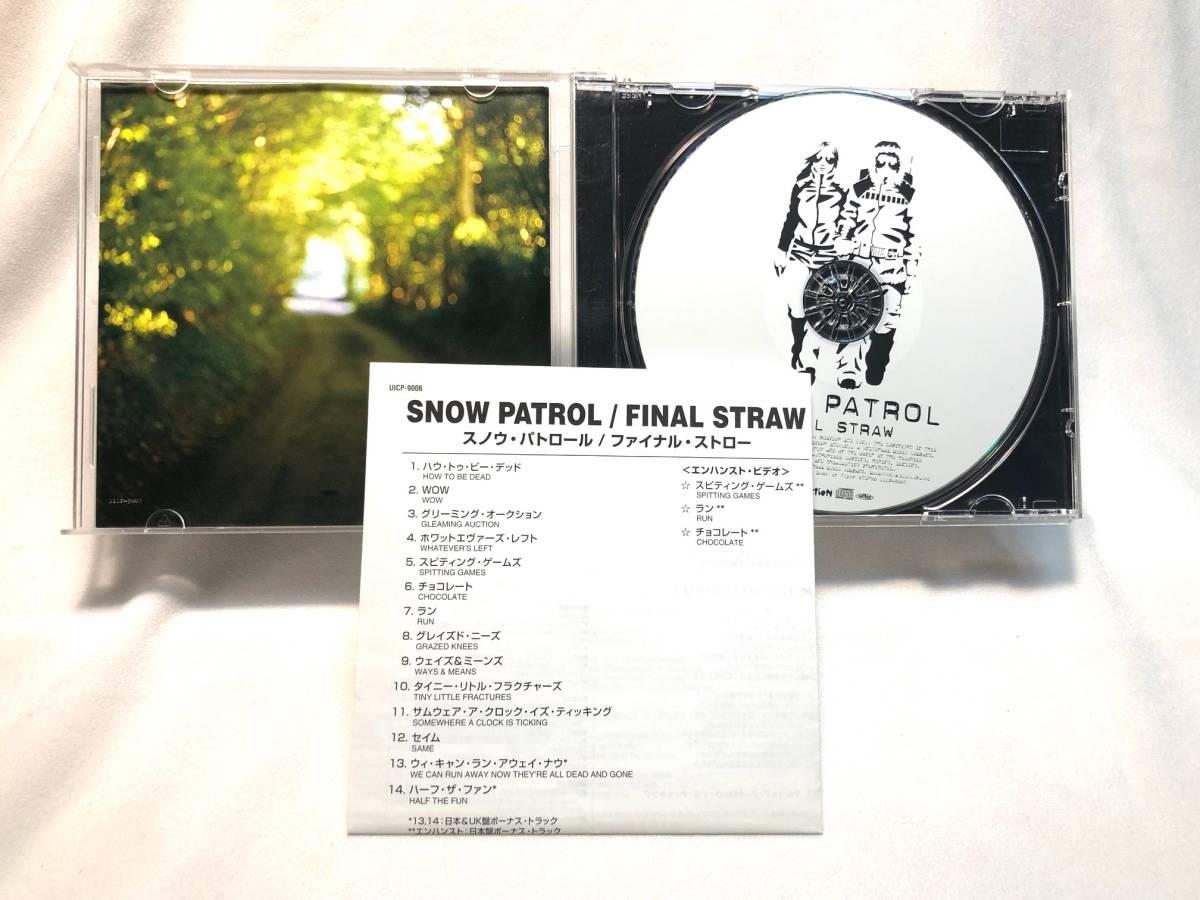 UICP-9006
SNOW PATROL / FINAL STRAW
スノウ・パトロール / ファイナル・ストロー
1. ハウ・トゥ・ビー・デッド
HOW TO BE DEAD
2. WOW
WOW
3. グリーミング・オークション
GLEAMING AUCTION
4. ホワットエヴァーズ・レフト
WHATEVER'S LEFT
5. スピティング・ゲームズ
SPITTING GAMES
6. チョコレート
CHOCOLATE
7. ラン
RUN
8. グレイズド・ニーズ
GRAZED KNEES
9. ウェイズ&ミーンズ
WAYS & MEANS
10. タイニー・リトル・フラクチャーズ
TINY LITTLE FRACTURES
11. サムウェア・ア・クロック・イズ・ティッキング
SOMEWHERE A CLOCK IS TICKING
12. セイム
SAME
13. ウィ・キャン・ラン・アウェイ・ナウ*
WE CAN RUN AWAY NOW THEY'RE ALL DEAD AND GONE
14. ハーフ・ザ・ファン*
HALF THE FUN
*13,14:日本&UK盤ボーナス・トラック
**エンハンスト:日本盤ボーナス・トラック
<エンハンスト・ビデオ>
☆ スピティング・ゲームズ**
SPITTING GAMES
☆ ラン**
RUN
☆ チョコレート**
CHOCOLATE
PATROL
L STRAW
UICP-9006